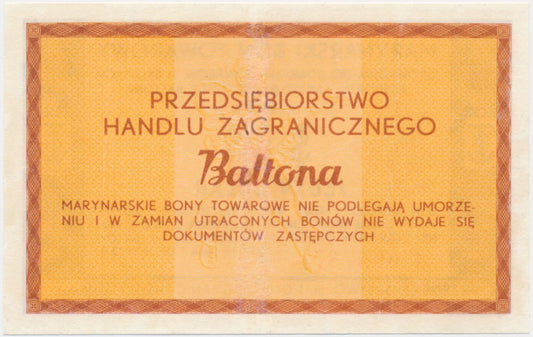 PRZEDSIĘBIORSTWO
HANDLU ZAGRANICZNEGO
Baltona
MARYNARSKIE BONY TOWAROWE NIE PODLEGAJĄ UMORZE-
NIU I W ZAMIAN UTRACONYCH BONÓW NIE WYDAJE SIĘ
DOKUMENTÓW ZASTĘPCZYCH